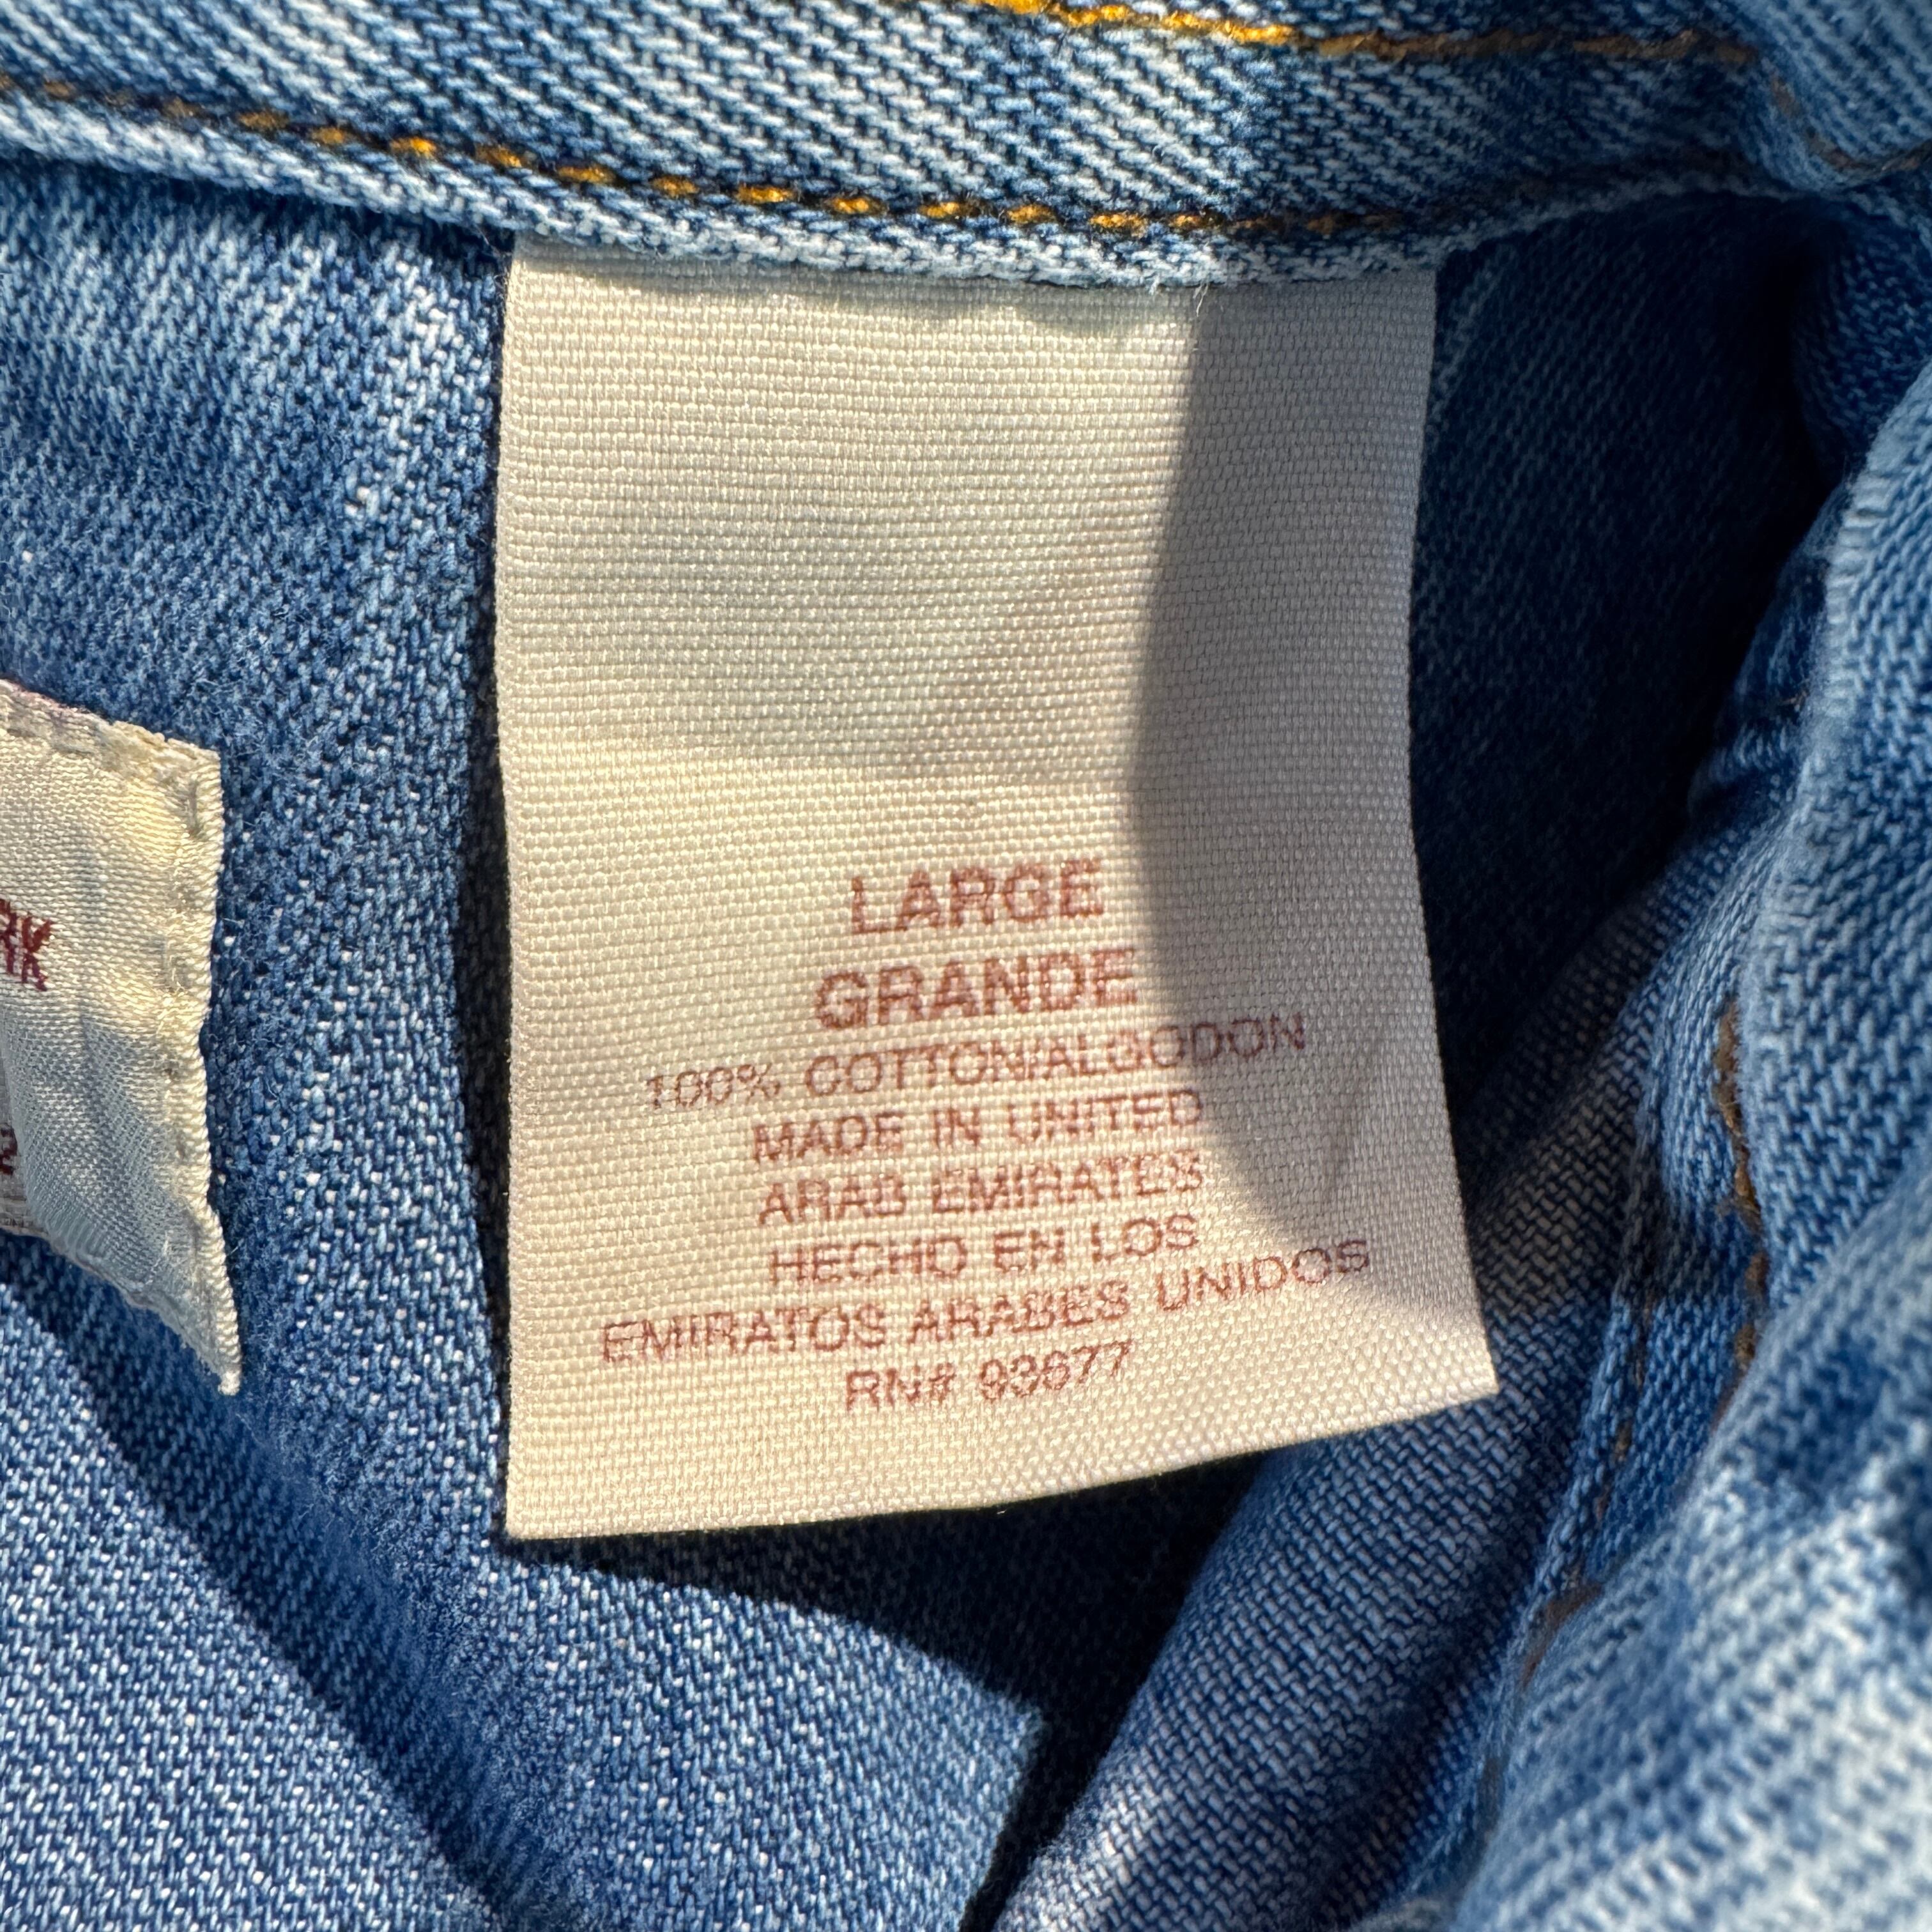 LARGE
GRANDE
100% COTTON/ALGODON
MADE IN UNITED
ARAB EMIRATES
HECHO EN LOS
EMIRATOS ARABES UNIDOS
RN# 93677